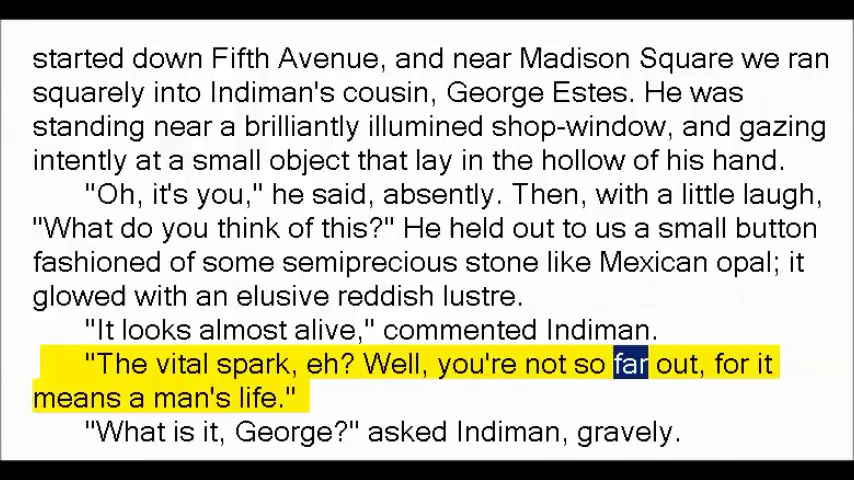 started down Fifth Avenue, and near Madison Square we ran
squarely into Indiman's cousin, George Estes. He was
standing near a brilliantly illumined shop-window, and gazing
intently at a small object that lay in the hollow of his hand.
"Oh, it's you," he said, absently. Then, with a little laugh,
"What do you think of this?" He held out to us a small button
fashioned of some semiprecious stone like Mexican opal; it
glowed with an elusive reddish lustre.
"It looks almost alive," commented Indiman.
"The vital spark, eh? Well, you're not so far out, for it
means a man's life."
"What is it, George?" asked Indiman, gravely.